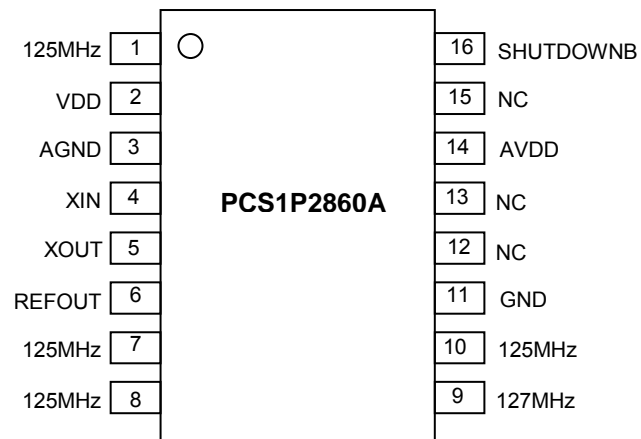 125MHz 1 16 SHUTDOWNB
VDD 2 15 NC
AGND 3 14 AVDD
XIN 4 PCS1P2860A 13 NC
XOUT 5 12 NC
REFOUT 6 11 GND
125MHz 7 10 125MHz
125MHz 8 9 127MHz